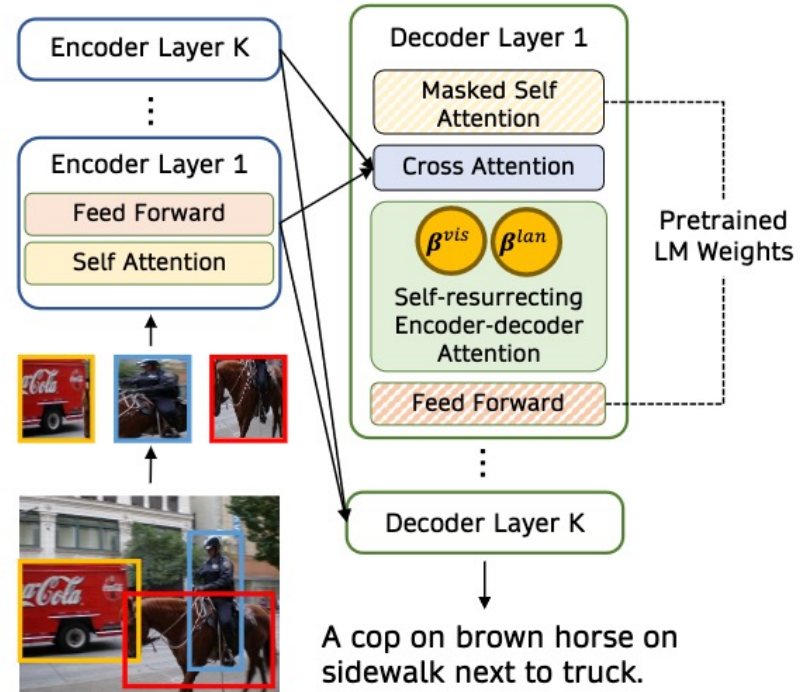 Encoder Layer K
Encoder Layer 1
Feed Forward
Self Attention
Decoder Layer 1
Masked Self
Attention
Cross Attention
β^vis β^lan
Self-resurrecting
Encoder-decoder
Attention
Feed Forward
Pretrained
LM Weights
Decoder Layer K
A cop on brown horse on
sidewalk next to truck.